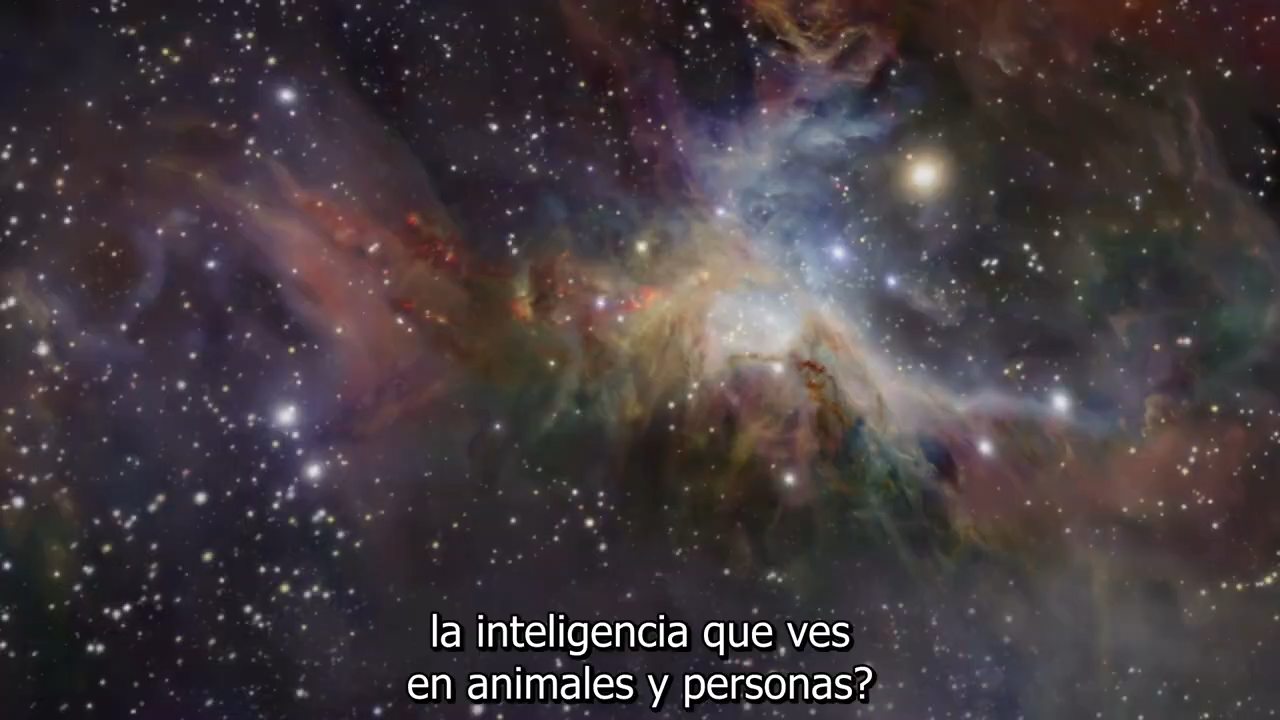 la inteligencia que ves
en animales y personas?